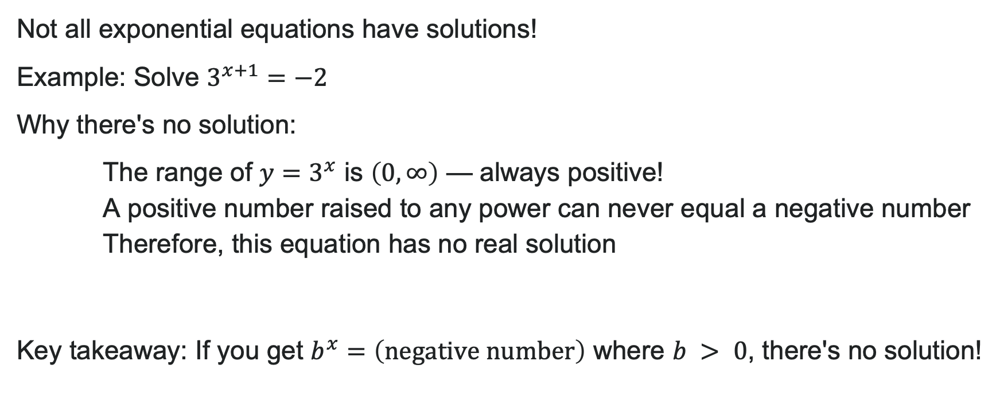 Not all exponential equations have solutions!
Example: Solve 3^{x+1} = −2
Why there's no solution:
The range of y = 3^x is (0, ∞) — always positive!
A positive number raised to any power can never equal a negative number
Therefore, this equation has no real solution
Key takeaway: If you get b^x = (negative number) where b > 0, there's no solution!